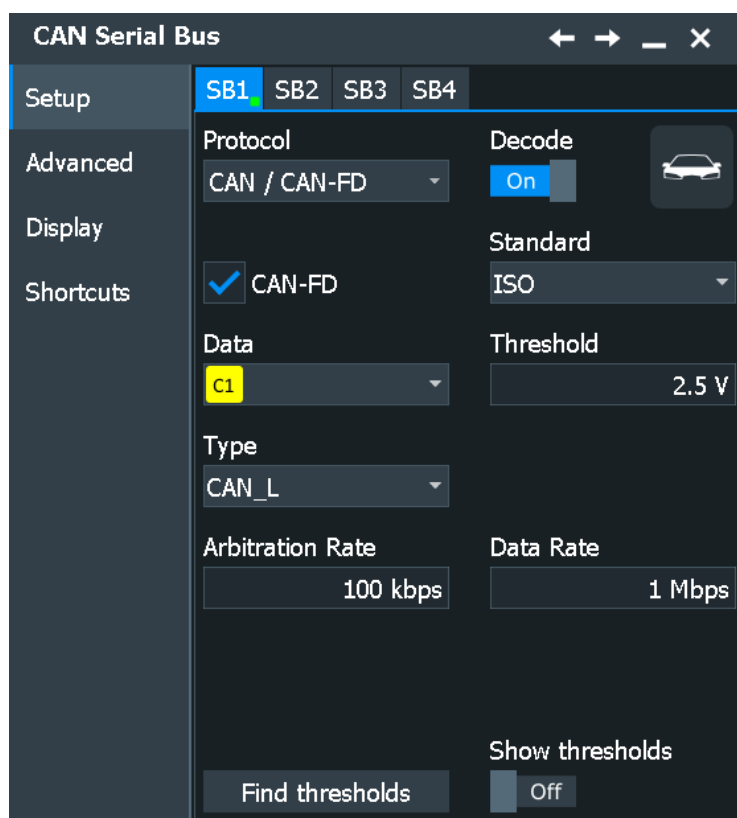 CAN Serial Bus
Setup
Advanced
Display
Shortcuts
SB1 SB2 SB3 SB4
Protocol
CAN / CAN-FD
Decode
On
CAN-FD
Standard
ISO
Data
C1
Threshold
2.5 V
Type
CAN_L
Arbitration Rate
100 kbps
Data Rate
1 Mbps
Find thresholds
Show thresholds
Off